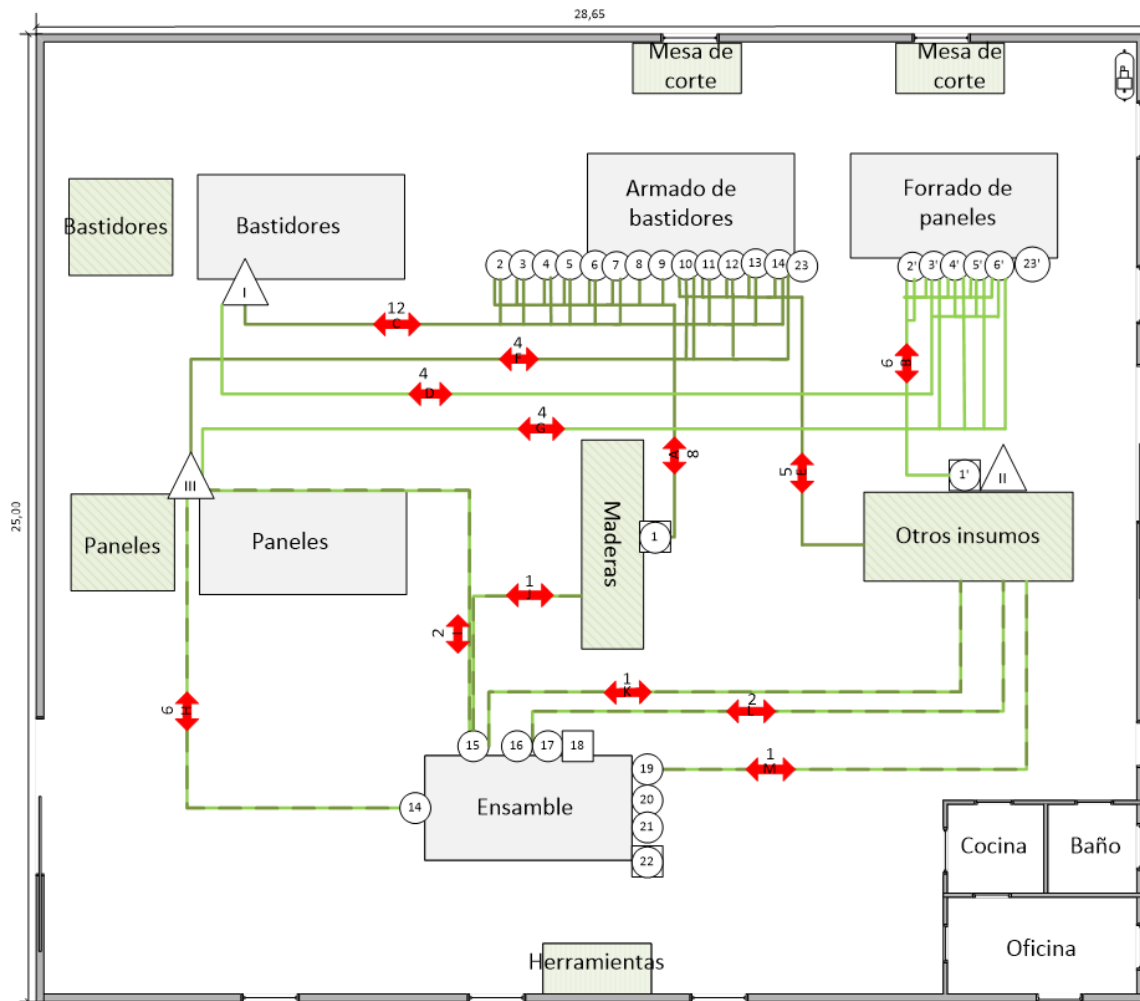 28,65
25,00
Mesa de
corte
Mesa de
corte
Bastidores
Bastidores
Armado de
bastidores
Forrado de
paneles
2 3 4 5 6 7 8 9 10 11 12 13 14 23
2' 3' 4' 5' 6' 23'
I
12
C
4
F
4
D
4
G
6
B
A
8
5
E
III
1'
II
Paneles
Paneles
Maderas
1
Otros insumos
1
J
2
I
6
H
1
K
2
L
1
M
15
16
17
18
19
20
21
22
14
Ensamble
Cocina
Baño
Oficina
Herramientas